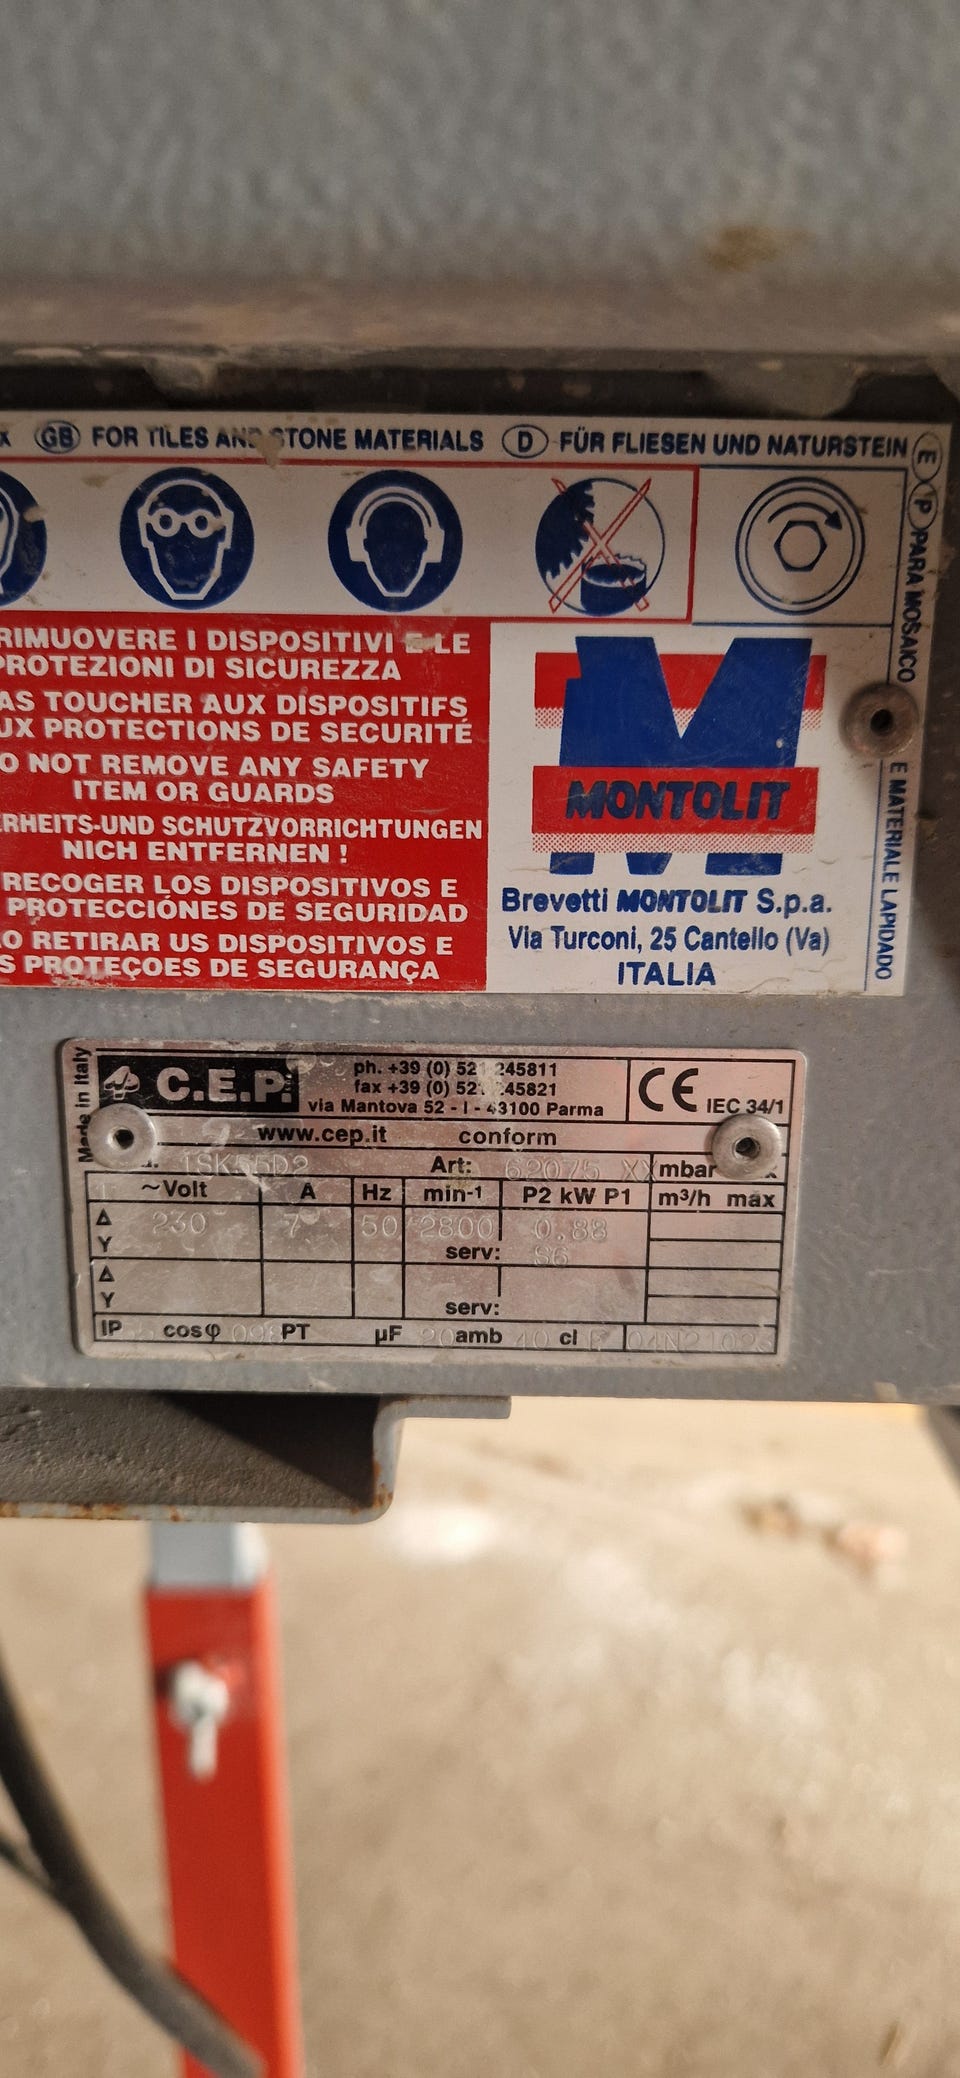 GB FOR TILES AND STONE MATERIALS D FÜR FLIESEN UND NATURSTEIN
E P PARA MOSAICO E MATERIALE LAPIDADO
RIMUOVERE I DISPOSITIVI E LE
PROTEZIONI DI SICUREZZA
AS TOUCHER AUX DISPOSITIFS
UX PROTECTIONS DE SECURITÉ
O NOT REMOVE ANY SAFETY
ITEM OR GUARDS
ERHEITS-UND SCHUTZVORRICHTUNGEN
NICH ENTFERNEN !
RECOGER LOS DISPOSITIVOS E
PROTECCIÓNES DE SEGURIDAD
O RETIRAR US DISPOSITIVOS E
S PROTEÇOES DE SEGURANÇA
MONTOLIT
Brevetti MONTOLIT S.p.a.
Via Turconi, 25 Cantello (Va)
ITALIA
Made in Italy
C.E.P.
ph. +39 (0) 521 245811
fax +39 (0) 521 245821
via Mantova 52 - I - 43100 Parma
CE IEC 34/1
www.cep.it conform
1SK55D2 Art: 62075 XX mbar
~Volt A Hz min-1 P2 kW P1 m³/h max
Δ 230 7 50 2800 0.88
Y serv: S6
Δ
Y serv:
IP cosφ PT µF 20 amb 40 cl F